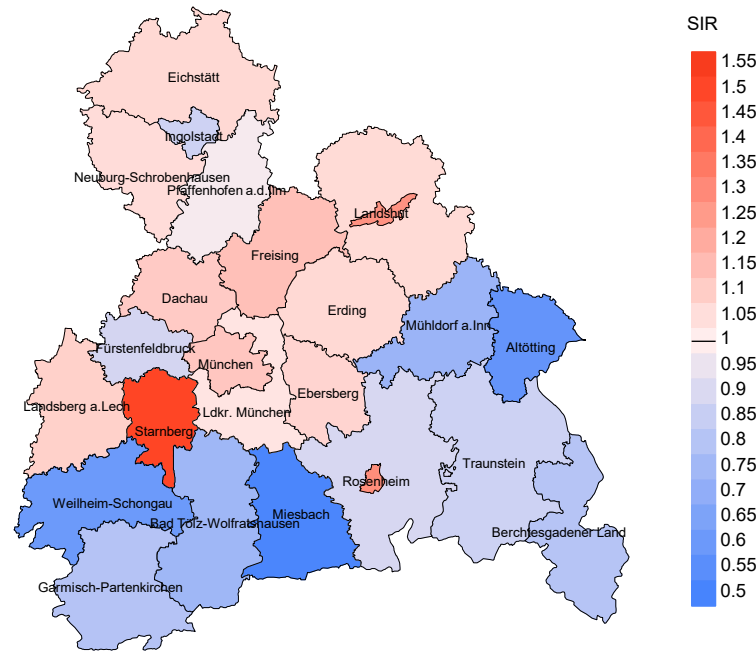 SIR
Eichstätt
Ingolstadt
Neuburg-Schrobenhausen
Pfaffenhofen a.d.Ilm
Landshut
Freising
Dachau
Erding
Mühldorf a.Inn
Fürstenfeldbruck
München
Altötting
Ebersberg
Landsberg a.Lech
Ldkr. München
Starnberg
Traunstein
Rosenheim
Weilheim-Schongau
Miesbach
Bad Tölz-Wolfratshausen
Berchtesgadener Land
Garmisch-Partenkirchen
1.55
1.5
1.45
1.4
1.35
1.3
1.25
1.2
1.15
1.1
1.05
1
0.95
0.9
0.85
0.8
0.75
0.7
0.65
0.6
0.55
0.5